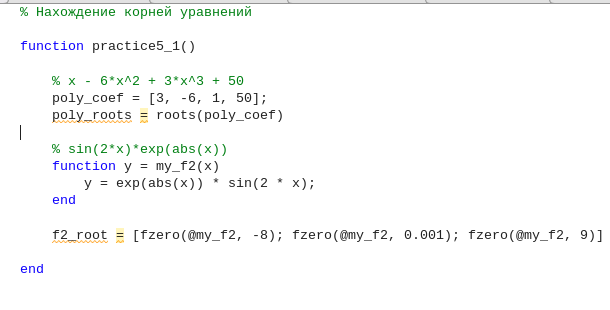 % Нахождение корней уравнений
function practice5_1()
% x - 6*x^2 + 3*x^3 + 50
poly_coef = [3, -6, 1, 50];
poly_roots = roots(poly_coef)
% sin(2*x)*exp(abs(x))
function y = my_f2(x)
y = exp(abs(x)) * sin(2 * x);
end
f2_root = [fzero(@my_f2, -8); fzero(@my_f2, 0.001); fzero(@my_f2, 9)]
end